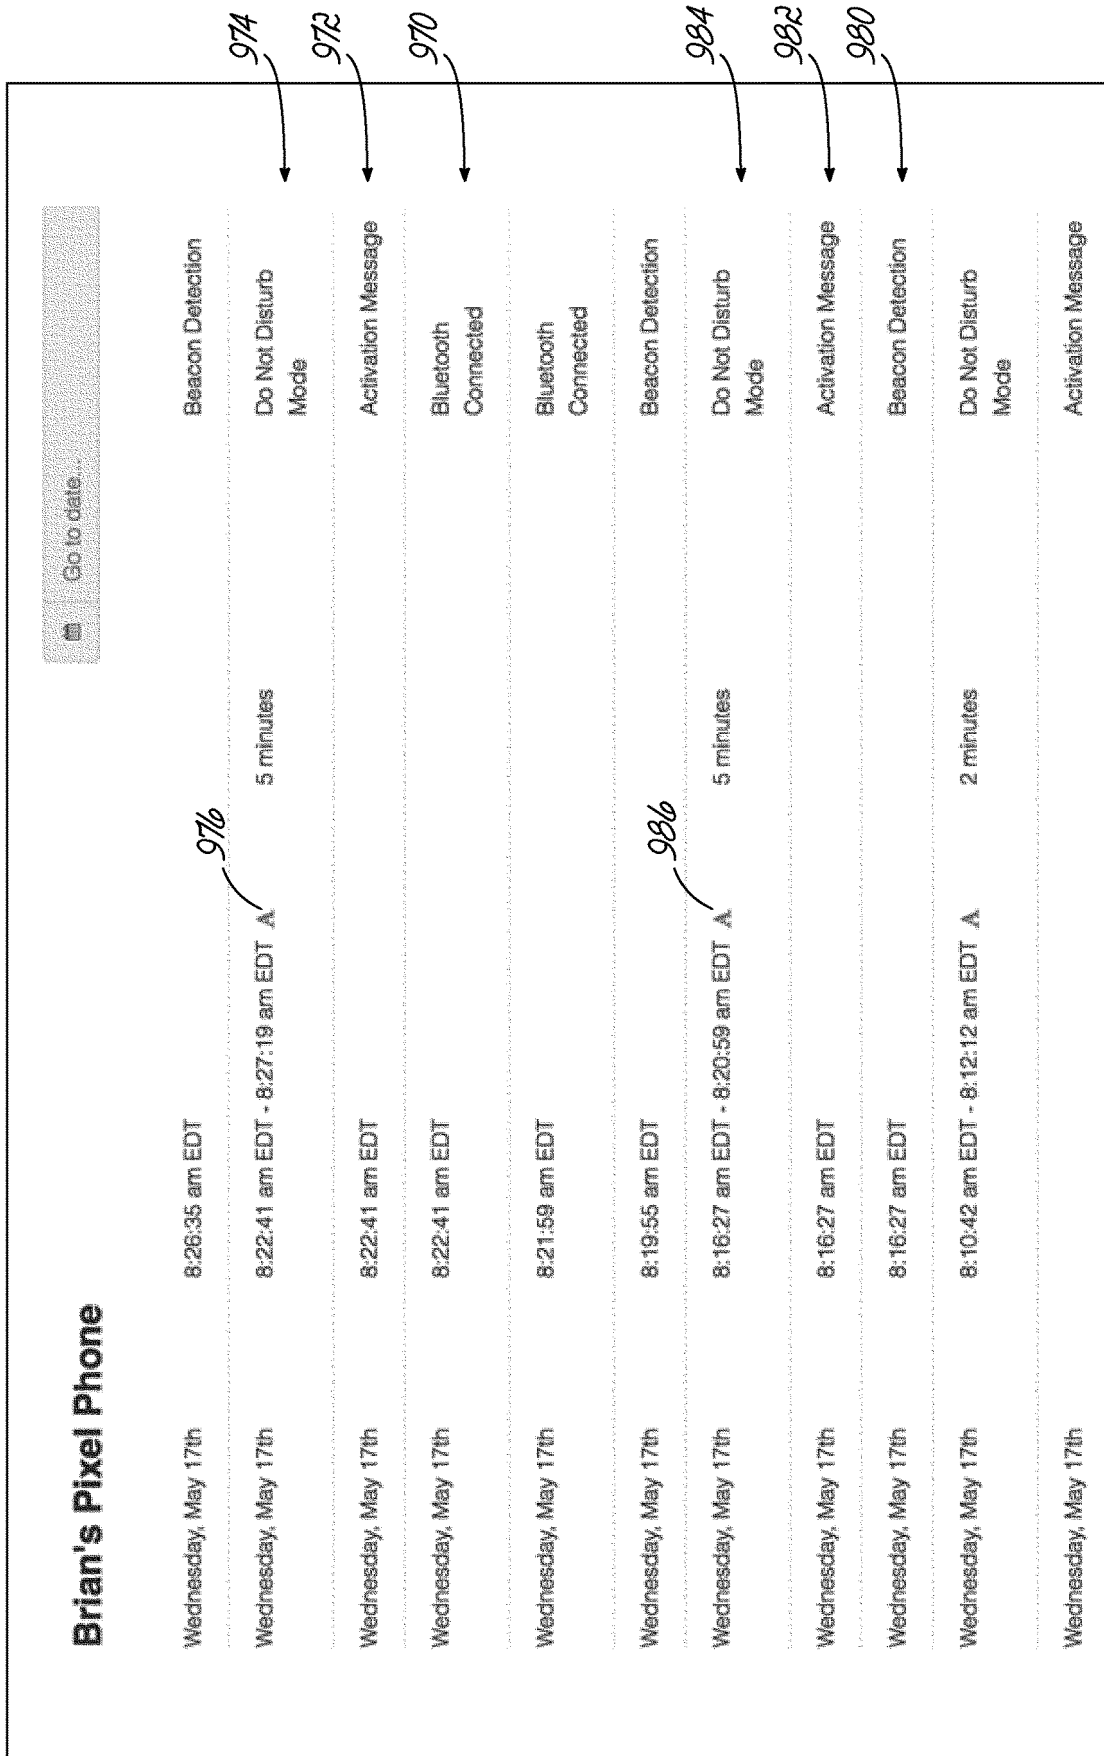 Brian's Pixel Phone
Go to date...
Wednesday, May 17th 8:26:35 am EDT Beacon Detection
976
Wednesday, May 17th 8:22:41 am EDT - 8:27:19 am EDT 5 minutes Do Not Disturb
Mode 974
Wednesday, May 17th 8:22:41 am EDT Activation Message 972
Wednesday, May 17th 8:22:41 am EDT Bluetooth
Connected 970
Wednesday, May 17th 8:21:59 am EDT Bluetooth
Connected
Wednesday, May 17th 8:19:55 am EDT Beacon Detection
986
Wednesday, May 17th 8:16:27 am EDT - 8:20:59 am EDT 5 minutes Do Not Disturb
Mode 984
Wednesday, May 17th 8:16:27 am EDT Activation Message 982
Wednesday, May 17th 8:16:27 am EDT Beacon Detection 980
Wednesday, May 17th 8:10:42 am EDT - 8:12:12 am EDT 2 minutes Do Not Disturb
Mode
Wednesday, May 17th Activation Message